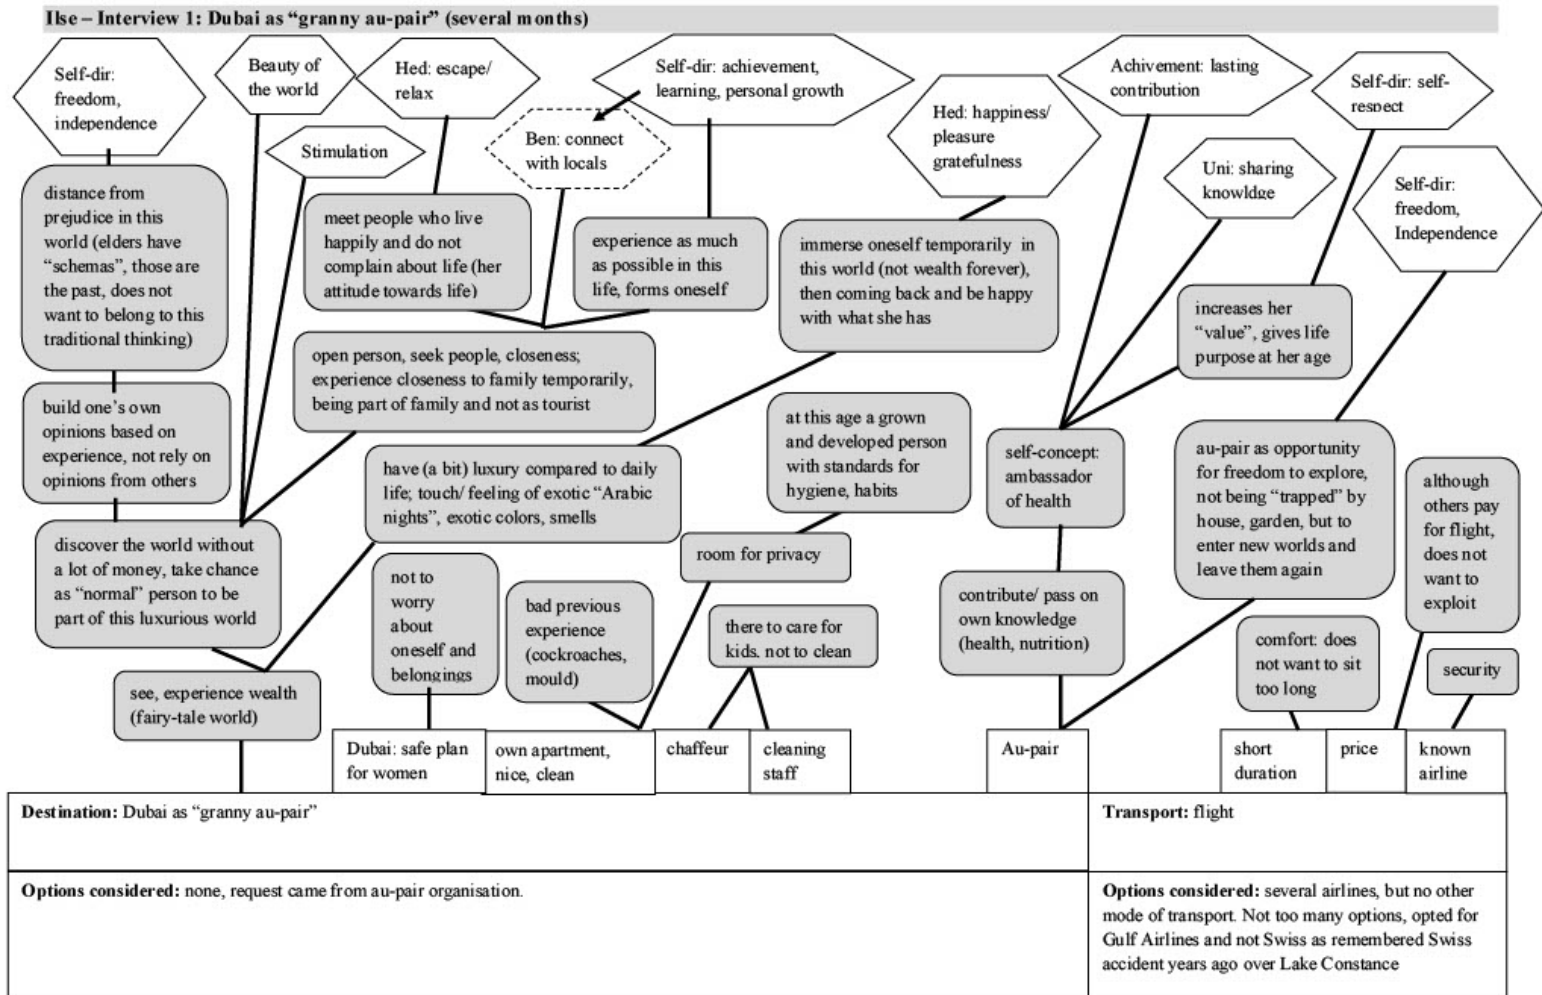 Ilse – Interview 1: Dubai as “granny au-pair” (several months)
Self-dir:
freedom,
independence
Beauty of
the world
Hed: escape/
relax
Self-dir: achievement,
learning, personal growth
Achivement: lasting
contribution
Self-dir: self-
respect
Stimulation
Ben: connect
with locals
Hed: happiness/
pleasure
gratefulness
Uni: sharing
knowldge
Self-dir:
freedom,
Independence
distance from
prejudice in this
world (elders have
“schemas”, those are
the past, does not
want to belong to this
traditional thinking)
meet people who live
happily and do not
complain about life (her
attitude towards life)
experience as much
as possible in this
life, forms oneself
immerse oneself temporarily in
this world (not wealth forever),
then coming back and be happy
with what she has
increases her
“value”, gives life
purpose at her age
open person, seek people, closeness;
experience closeness to family temporarily,
being part of family and not as tourist
build one’s own
opinions based on
experience, not rely on
opinions from others
at this age a grown
and developed person
with standards for
hygiene, habits
self-concept:
ambassador
of health
au-pair as opportunity
for freedom to explore,
not being “trapped” by
house, garden, but to
enter new worlds and
leave them again
although
others pay
for flight,
does not
want to
exploit
have (a bit) luxury compared to daily
life; touch/ feeling of exotic “Arabic
nights”, exotic colors, smells
discover the world without
a lot of money, take chance
as “normal” person to be
part of this luxurious world
not to
worry
about
oneself and
belongings
bad previous
experience
(cockroaches,
mould)
room for privacy
there to care for
kids. not to clean
contribute/ pass on
own knowledge
(health, nutrition)
comfort: does
not want to sit
too long
security
see, experience wealth
(fairy-tale world)
Dubai: safe plan
for women
own apartment,
nice, clean
chaffeur
cleaning
staff
Au-pair
short
duration
price
known
airline
Destination: Dubai as “granny au-pair”
Transport: flight
Options considered: none, request came from au-pair organisation.
Options considered: several airlines, but no other
mode of transport. Not too many options, opted for
Gulf Airlines and not Swiss as remembered Swiss
accident years ago over Lake Constance